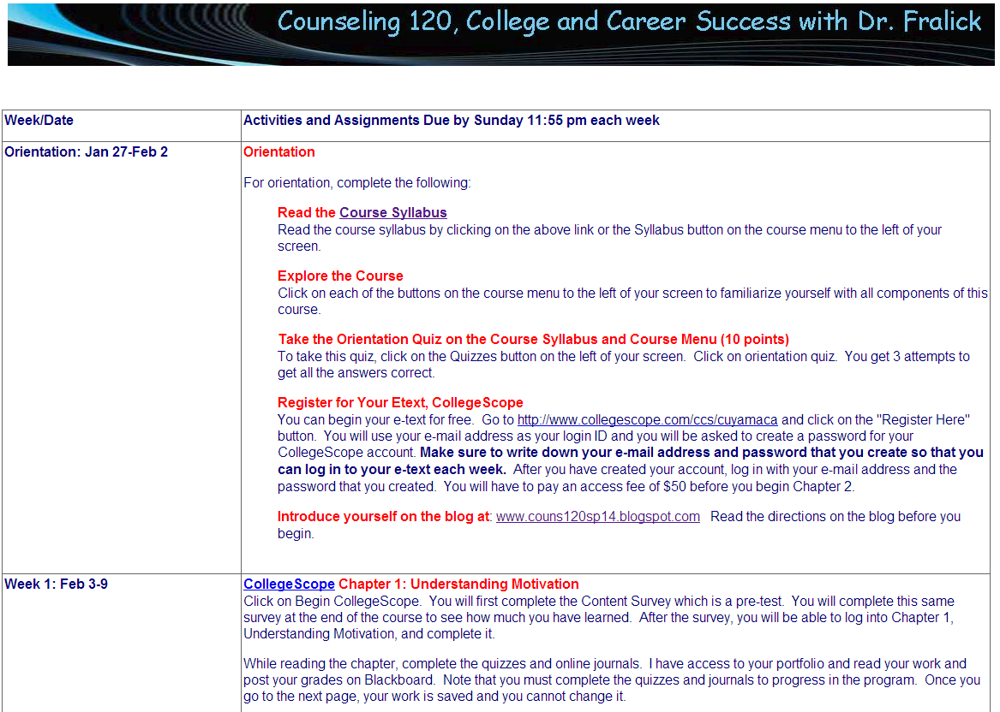 Counseling 120, College and Career Success with Dr. Fralick
Week/Date
Activities and Assignments Due by Sunday 11:55 pm each week
Orientation: Jan 27-Feb 2
Orientation
For orientation, complete the following:
Read the Course Syllabus
Read the course syllabus by clicking on the above link or the Syllabus button on the course menu to the left of your
screen.
Explore the Course
Click on each of the buttons on the course menu to the left of your screen to familiarize yourself with all components of this
course.
Take the Orientation Quiz on the Course Syllabus and Course Menu (10 points)
To take this quiz, click on the Quizzes button on the left of your screen. Click on orientation quiz. You get 3 attempts to
get all the answers correct.
Register for Your Etext, CollegeScope
You can begin your e-text for free. Go to http://www.collegescope.com/ccs/cuyamaca and click on the "Register Here"
button. You will use your e-mail address as your login ID and you will be asked to create a password for your
CollegeScope account. Make sure to write down your e-mail address and password that you create so that you
can log in to your e-text each week. After you have created your account, log in with your e-mail address and the
password that you created. You will have to pay an access fee of $50 before you begin Chapter 2.
Introduce yourself on the blog at: www.couns120sp14.blogspot.com Read the directions on the blog before you
begin.
Week 1: Feb 3-9
CollegeScope Chapter 1: Understanding Motivation
Click on Begin CollegeScope. You will first complete the Content Survey which is a pre-test. You will complete this same
survey at the end of the course to see how much you have learned. After the survey, you will be able to log into Chapter 1,
Understanding Motivation, and complete it.
While reading the chapter, complete the quizzes and online journals. I have access to your portfolio and read your work and
post your grades on Blackboard. Note that you must complete the quizzes and journals to progress in the program. Once you
go to the next page, your work is saved and you cannot change it.